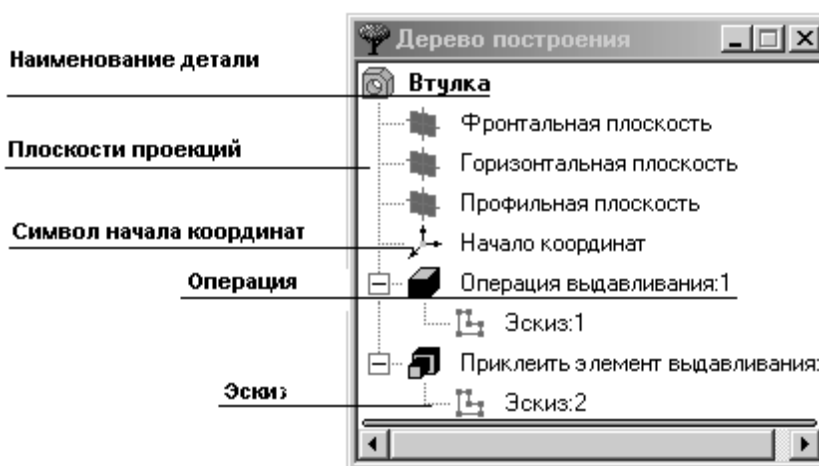 Дерево построения
Наименование детали
Втулка
Фронтальная плоскость
Плоскости проекций
Горизонтальная плоскость
Профильная плоскость
Символ начала координат
Начало координат
Операция
Операция выдавливания:1
Эскиз:1
Приклеить элемент выдавливания:
Эскиз
Эскиз:2